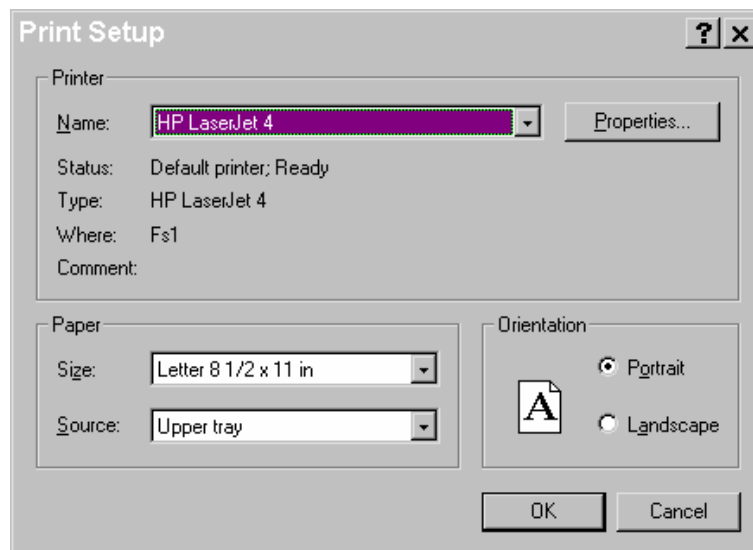 Print Setup
? ×
Printer
Name: HP LaserJet 4 Properties...
Status: Default printer; Ready
Type: HP LaserJet 4
Where: Fs1
Comment:
Paper
Size: Letter 8 1/2 x 11 in
Source: Upper tray
Orientation
A
Portrait
Landscape
OK Cancel